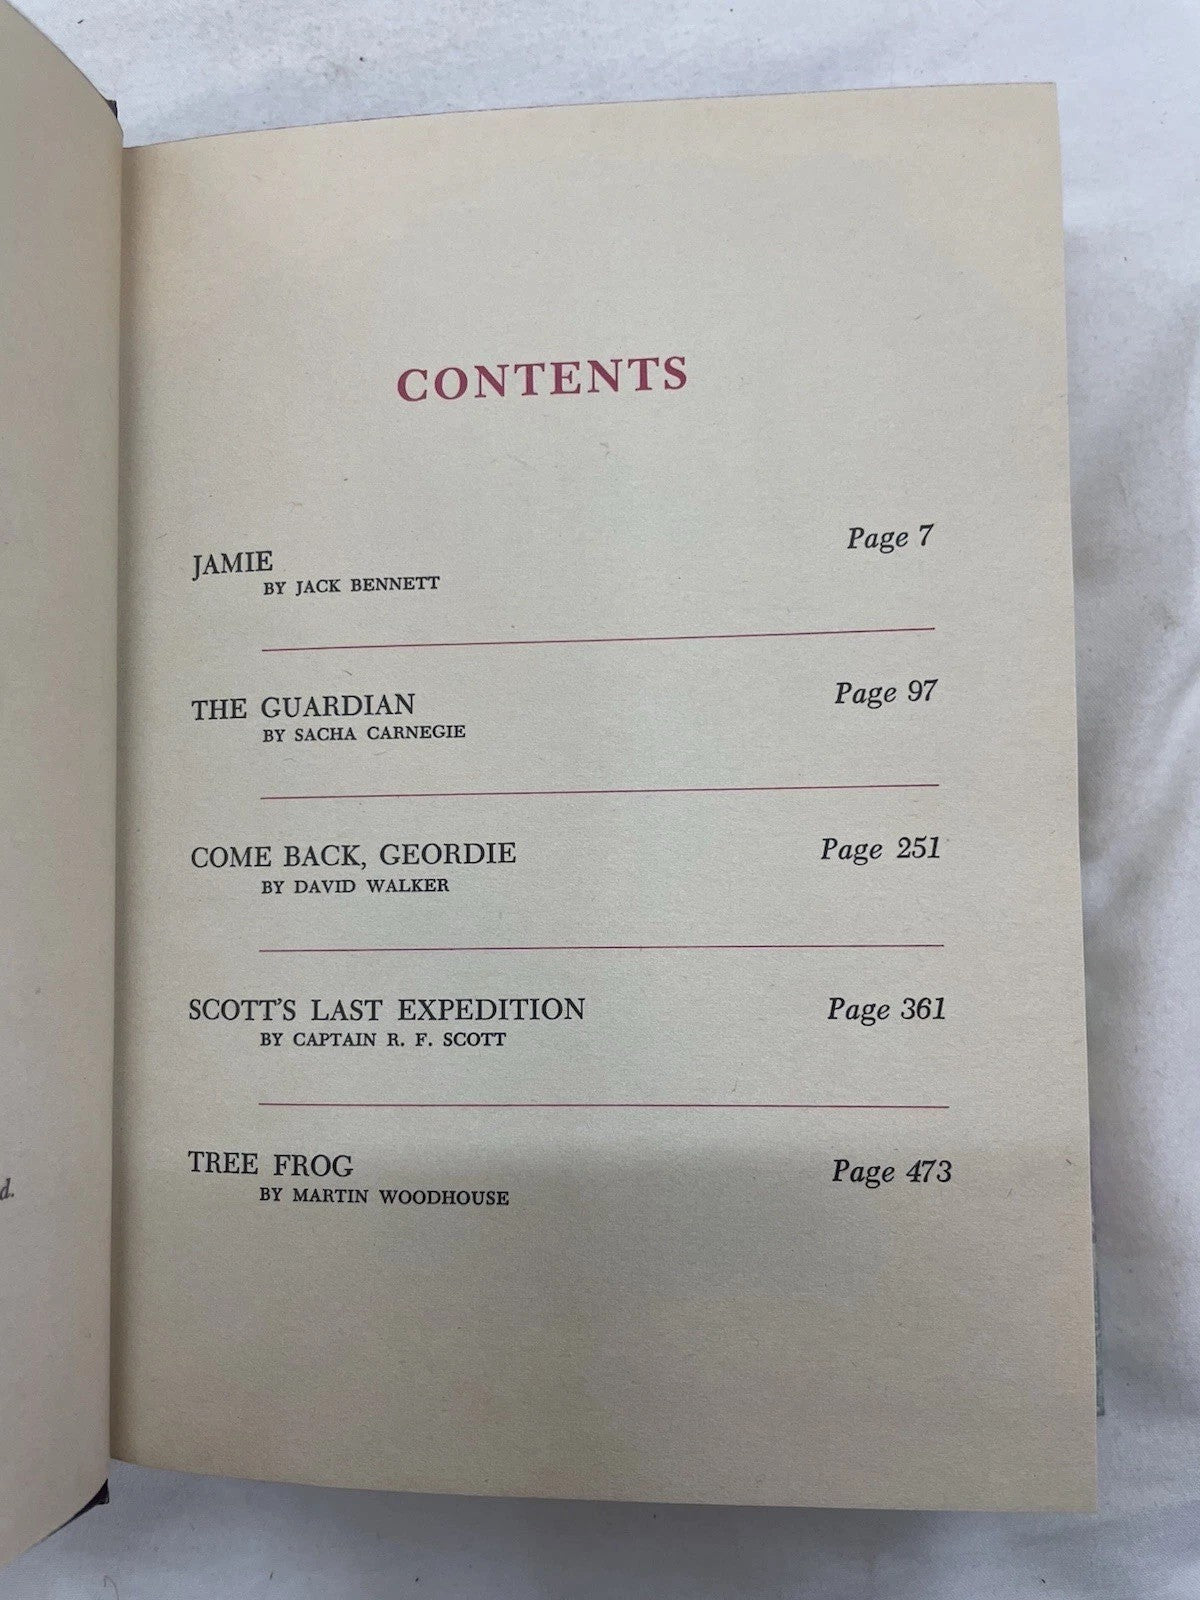 CONTENTS
JAMIE Page 7
BY JACK BENNETT
THE GUARDIAN Page 97
BY SACHA CARNEGIE
COME BACK, GEORDIE Page 251
BY DAVID WALKER
SCOTT'S LAST EXPEDITION Page 361
BY CAPTAIN R. F. SCOTT
TREE FROG Page 473
BY MARTIN WOODHOUSE